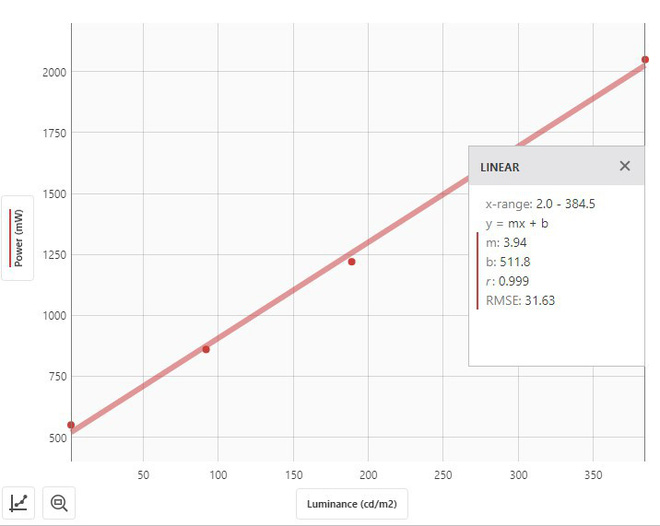 2000
1750
1500
1250
1000
750
500
Power (mW)
LINEAR
x-range: 2.0 - 384.5
y = mx + b
m: 3.94
b: 511.8
r: 0.999
RMSE: 31.63
50 100 150 200 250 300 350
Luminance (cd/m2)